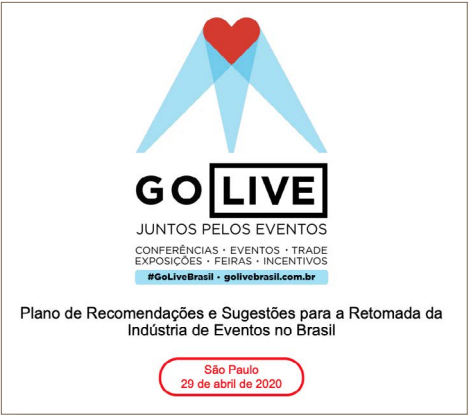 GO LIVE
JUNTOS PELOS EVENTOS
CONFERÊNCIAS · EVENTOS · TRADE
EXPOSIÇÕES · FEIRAS · INCENTIVOS
#GoLiveBrasil · golivebrasil.com.br
Plano de Recomendações e Sugestões para a Retomada da
Indústria de Eventos no Brasil
São Paulo
29 de abril de 2020